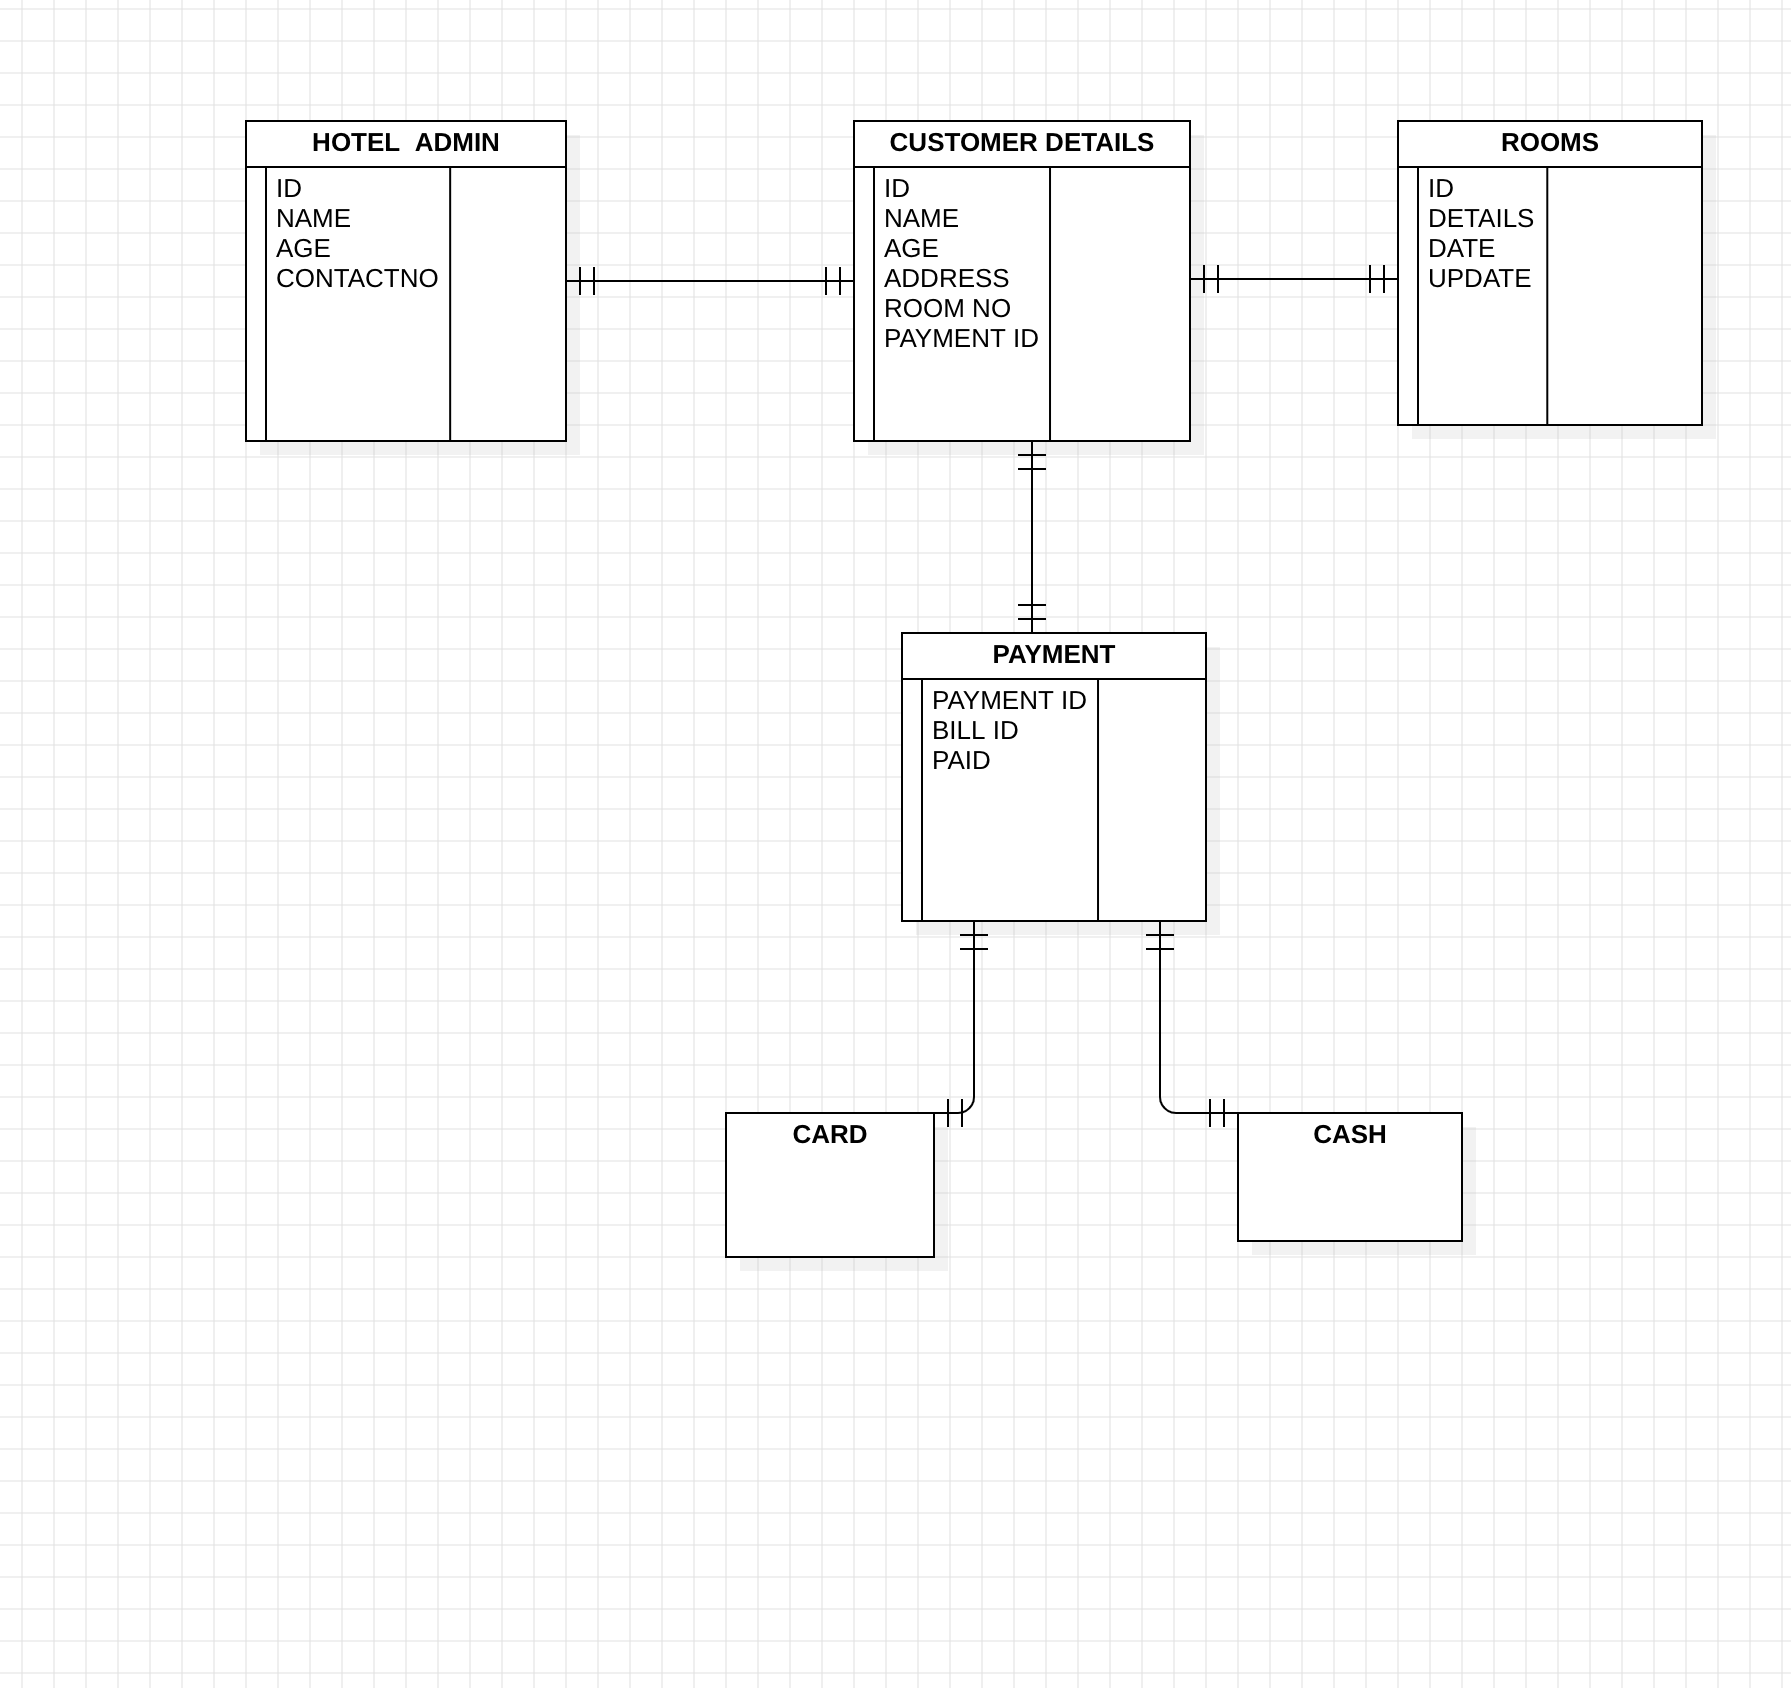 HOTEL  ADMIN
ID
NAME
AGE
CONTACTNO
CUSTOMER DETAILS
ID
NAME
AGE
ADDRESS
ROOM NO
PAYMENT ID
ROOMS
ID
DETAILS
DATE
UPDATE
PAYMENT
PAYMENT ID
BILL ID
PAID
CARD
CASH